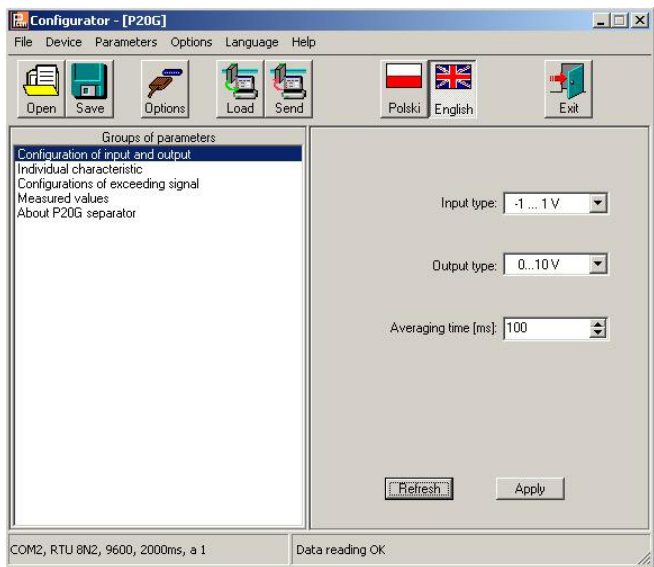 Configurator - [P20G]
File Device Parameters Options Language Help
Open Save Options Load Send Polski English Exit
Groups of parameters
Configuration of input and output
Individual characteristic
Configurations of exceeding signal
Measured values
About P20G separator
Input type: -1 ... 1 V
Output type: 0...10 V
Averaging time [ms]: 100
Refresh Apply
COM2, RTU 8N2, 9600, 2000ms, a 1 Data reading OK